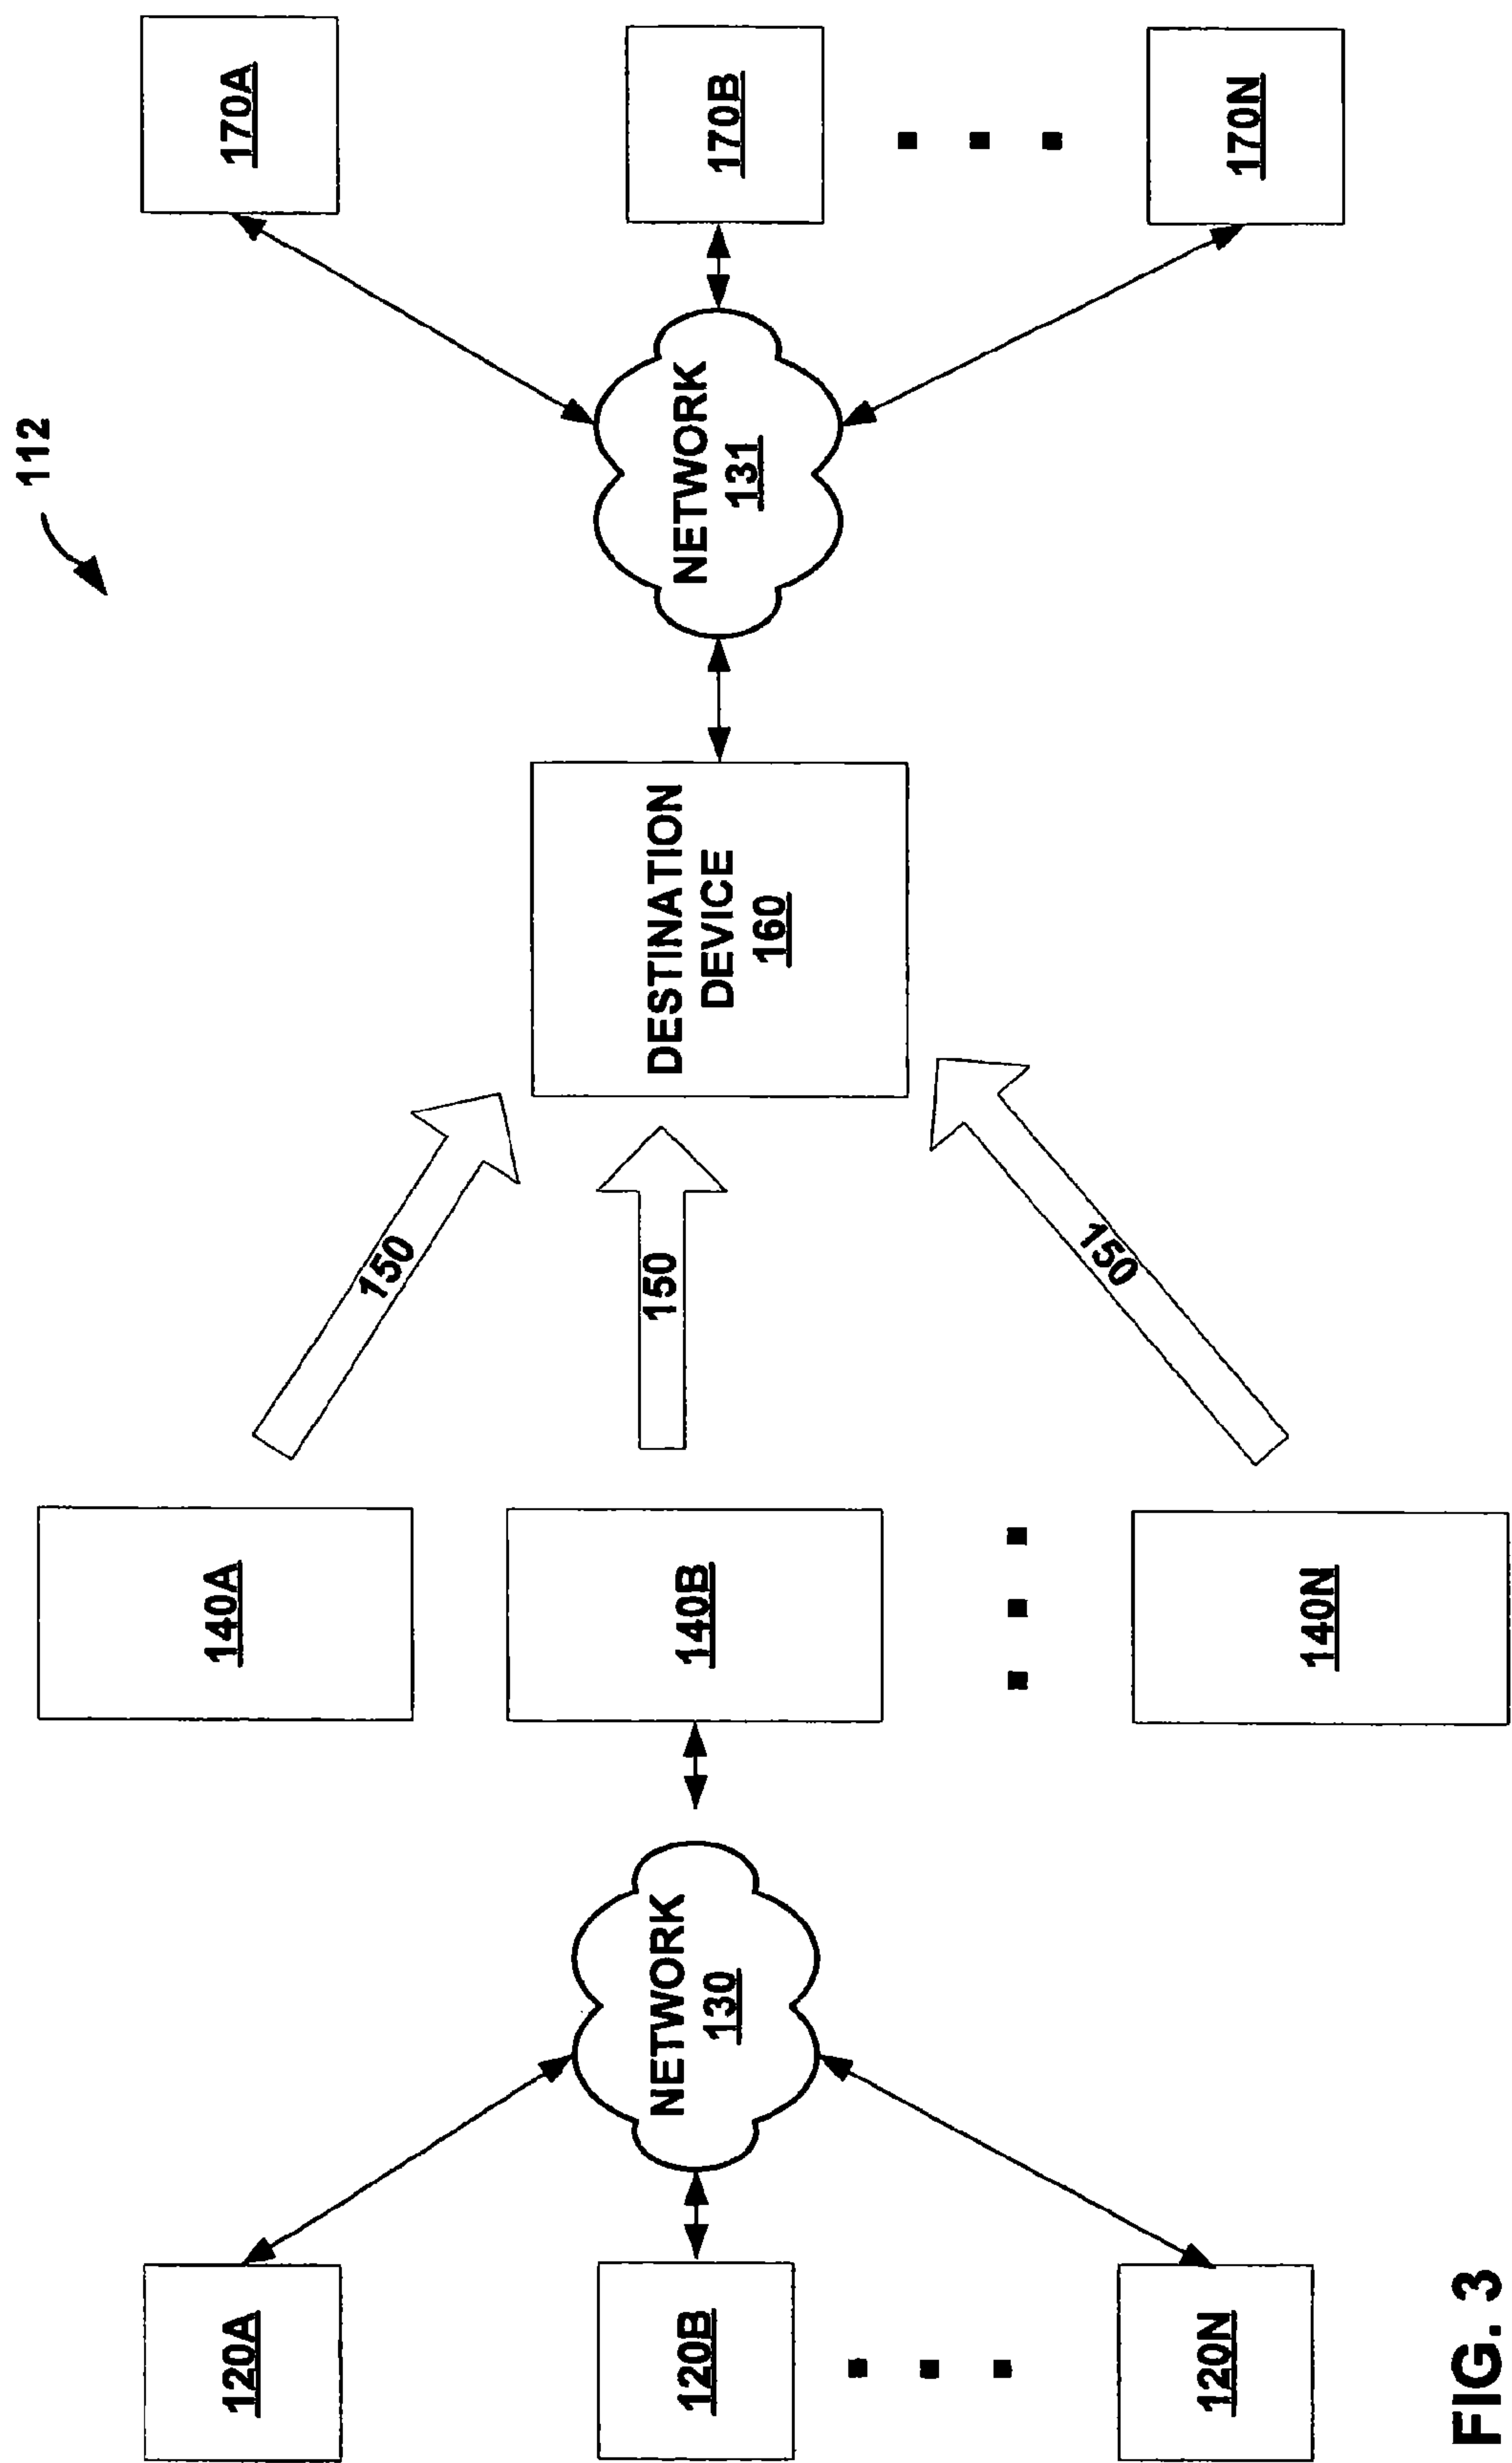 112
120A
120B
120N
NETWORK
130
140A
140B
140N
150
150
150
DESTINATION
DEVICE
160
NETWORK
131
170A
170B
170N
FIG. 3